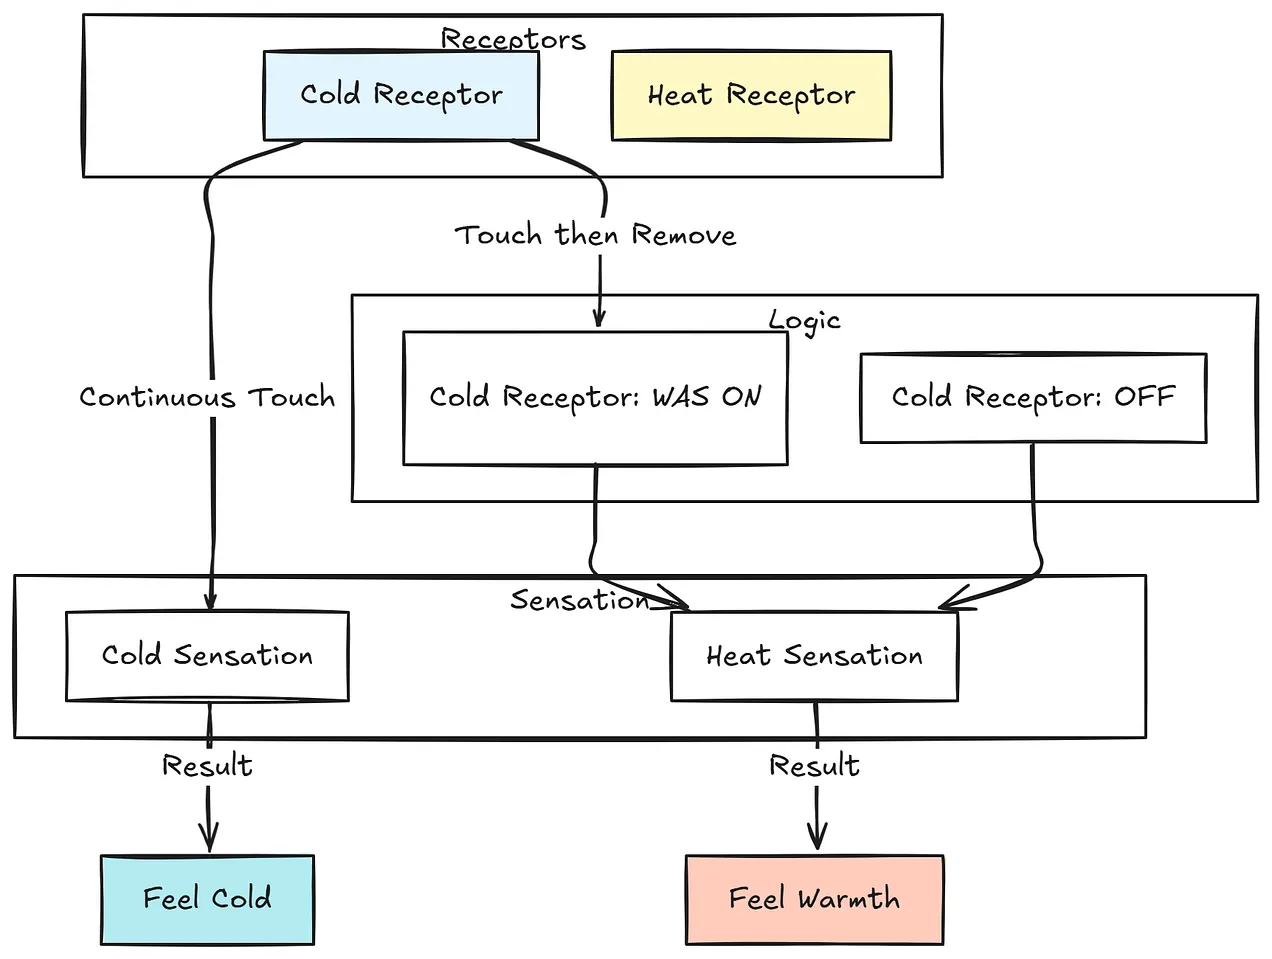 Receptors
Cold Receptor
Heat Receptor
Touch then Remove
Logic
Continuous Touch
Cold Receptor: WAS ON
Cold Receptor: OFF
Sensation
Cold Sensation
Heat Sensation
Result
Result
Feel Cold
Feel Warmth